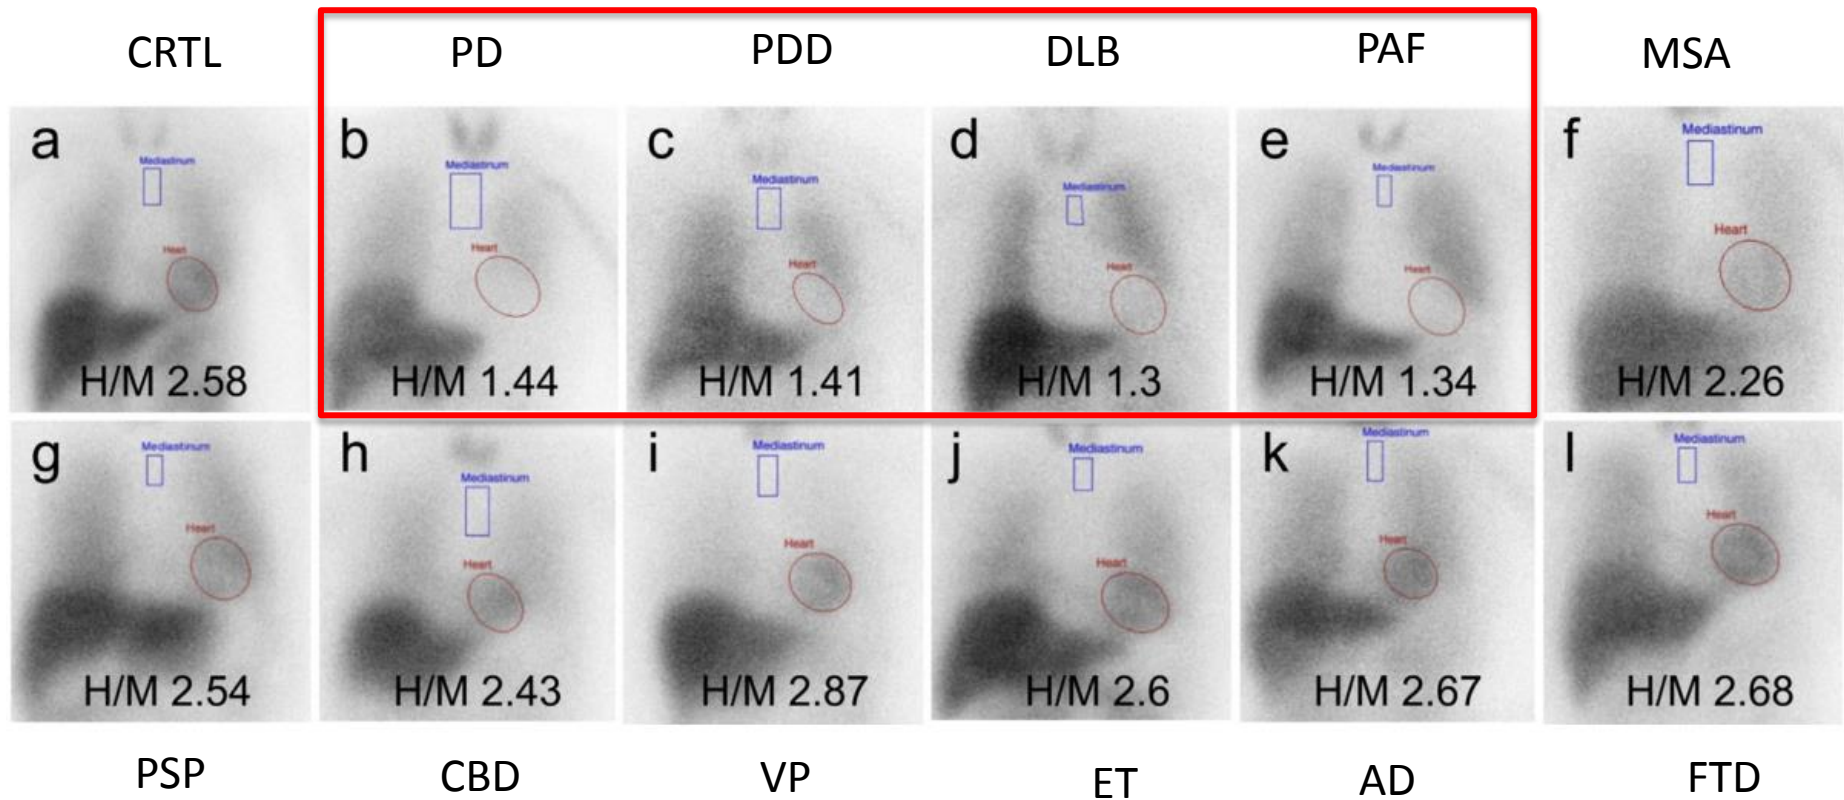 CRTL
PD
PDD
DLB
PAF
MSA
a
Mediastinum
Heart
H/M 2.58
b
Mediastinum
Heart
H/M 1.44
c
Mediastinum
Heart
H/M 1.41
d
Mediastinum
Heart
H/M 1.3
e
Mediastinum
Heart
H/M 1.34
f
Mediastinum
Heart
H/M 2.26
g
Mediastinum
Heart
H/M 2.54
h
Mediastinum
Heart
H/M 2.43
i
Mediastinum
Heart
H/M 2.87
j
Mediastinum
Heart
H/M 2.6
k
Mediastinum
Heart
H/M 2.67
l
Mediastinum
Heart
H/M 2.68
PSP
CBD
VP
ET
AD
FTD